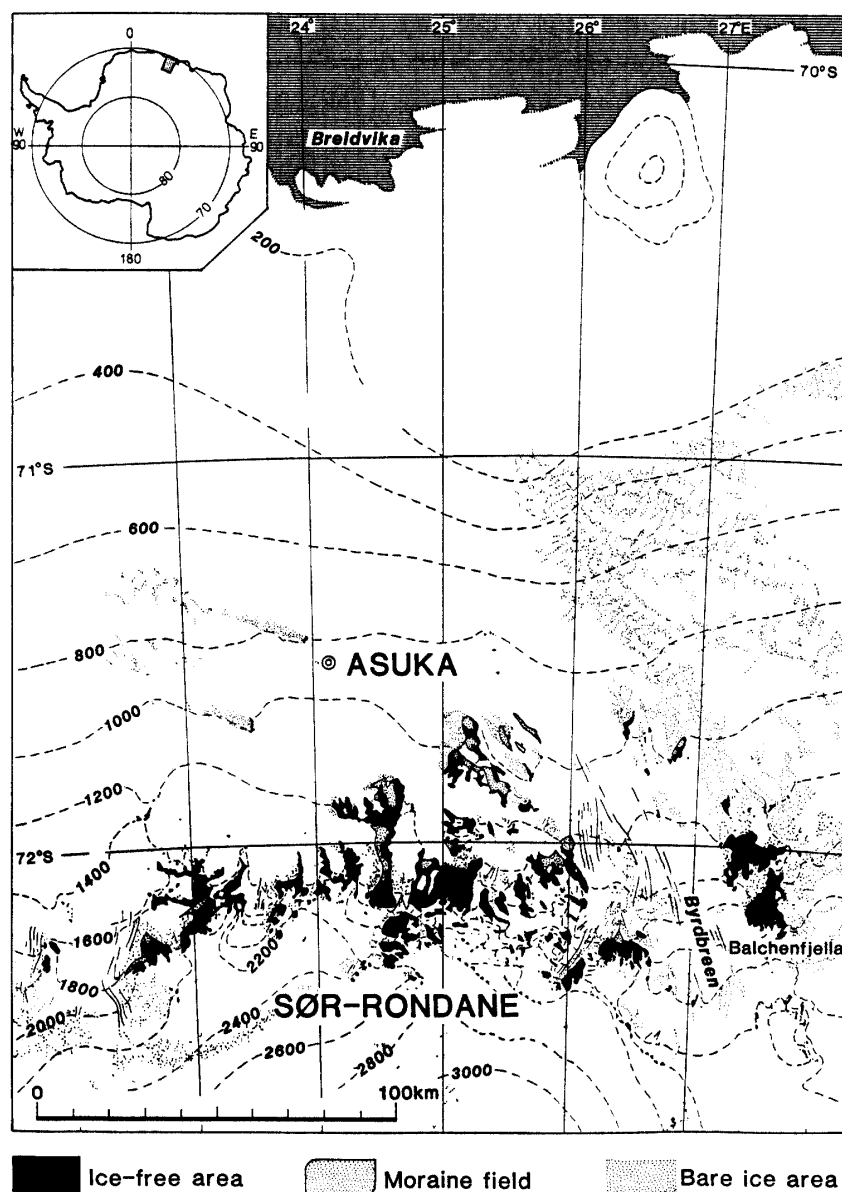 24°
25°
26°
27°E
0
70°S
W
90
E
90
80
70
180
Breidvika
200
400
71°S
600
800
ASUKA
1000
1200
72°S
1400
1600
1800
2000
2200
Byrdbreen
Balchenfjella
SØR-RONDANE
2400
2600
2800
3000
0
100km
Ice-free area
Moraine field
Bare ice area